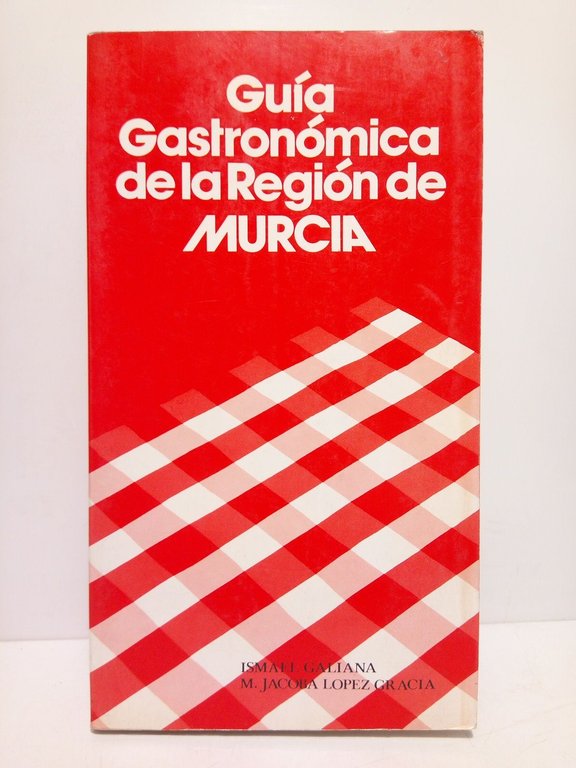 Guía
Gastronómica
de la Región de
MURCIA
ISMAEL GALIANA
M. JACOBA LOPEZ GRACIA